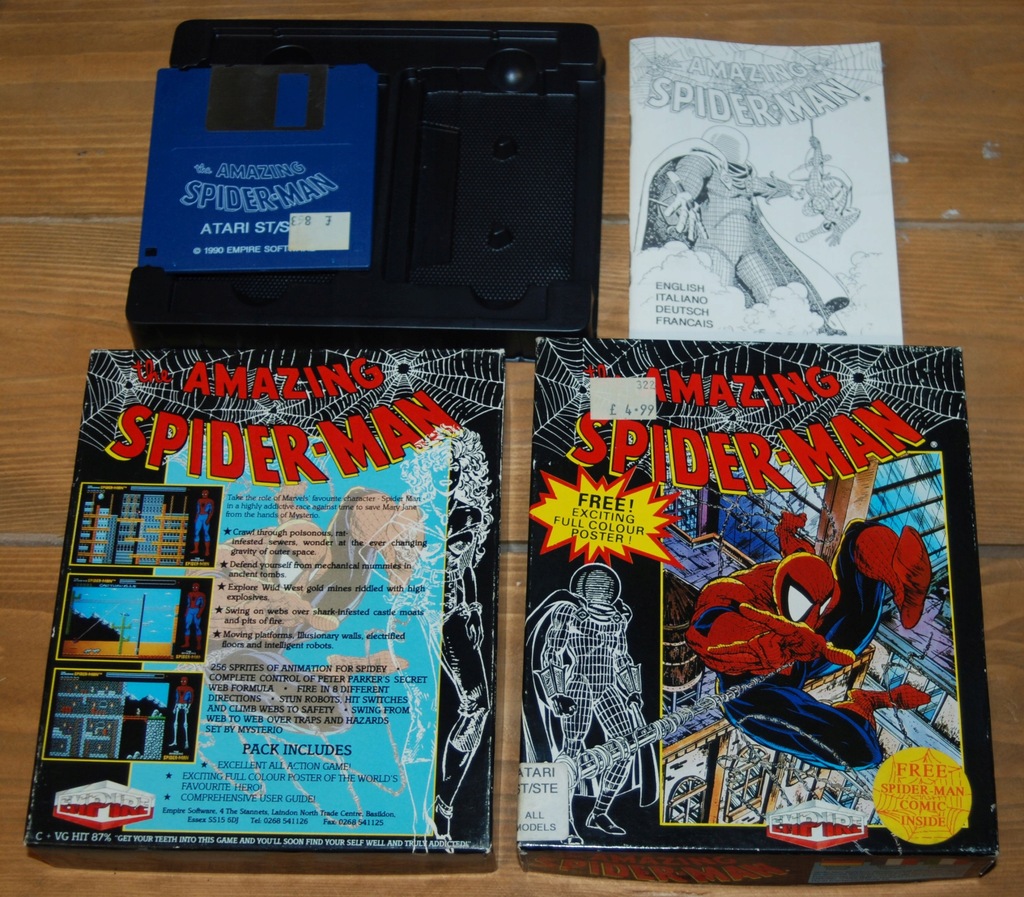 the AMAZING
SPIDER-MAN
ATARI ST/S
© 1990 EMPIRE SOFT
the AMAZING
SPIDER-MAN ®
ENGLISH
ITALIANO
DEUTSCH
FRANCAIS
the AMAZING
SPIDER-MAN
Take the role of Marvels' favourite character - Spider Man
in a highly addictive race against time to save Mary Jane
from the hands of Mysterio.
★ Crawl through poisonous, rat-
infested sewers, wonder at the ever changing
gravity of outer space.
★ Defend yourself from mechanical mummies in
ancient tombs.
★ Explore Wild West gold mines riddled with high
explosives.
★ Swing on webs over shark-infested castle moats
and pits of fire.
★ Moving platforms, Illusionary walls, electrified
floors and intelligent robots.
256 SPRITES OF ANIMATION FOR SPIDEY •
COMPLETE CONTROL OF PETER PARKER'S SECRET
WEB FORMULA • FIRE IN 8 DIFFERENT
DIRECTIONS • STUN ROBOTS, HIT SWITCHES
AND CLIMB WEBS TO SAFETY • SWING FROM
WEB TO WEB OVER TRAPS AND HAZARDS
SET BY MYSTERIO
PACK INCLUDES
★ EXCELLENT ALL ACTION GAME!
★ EXCITING FULL COLOUR POSTER OF THE WORLD'S
FAVOURITE HERO!
★ COMPREHENSIVE USER GUIDE!
Empire Software, 4 The Stannets, Laindon North Trade Centre, Basildon,
Essex SS15 6DJ Tel: 0268 541126 Fax: 0268 541125
EMPIRE
C + VG HIT 87% "GET YOUR TEETH INTO THIS GAME AND YOU'LL SOON FIND YOUR SELF WELL AND TRULY ADDICTED!"
322
£ 4.99
the AMAZING
SPIDER-MAN ®
FREE!
EXCITING
FULL COLOUR
POSTER!
ATARI
ST/STE
ALL
MODELS
EMPIRE
FREE
SPIDER-MAN
COMIC
INSIDE
AMAZING
SPIDER-MAN